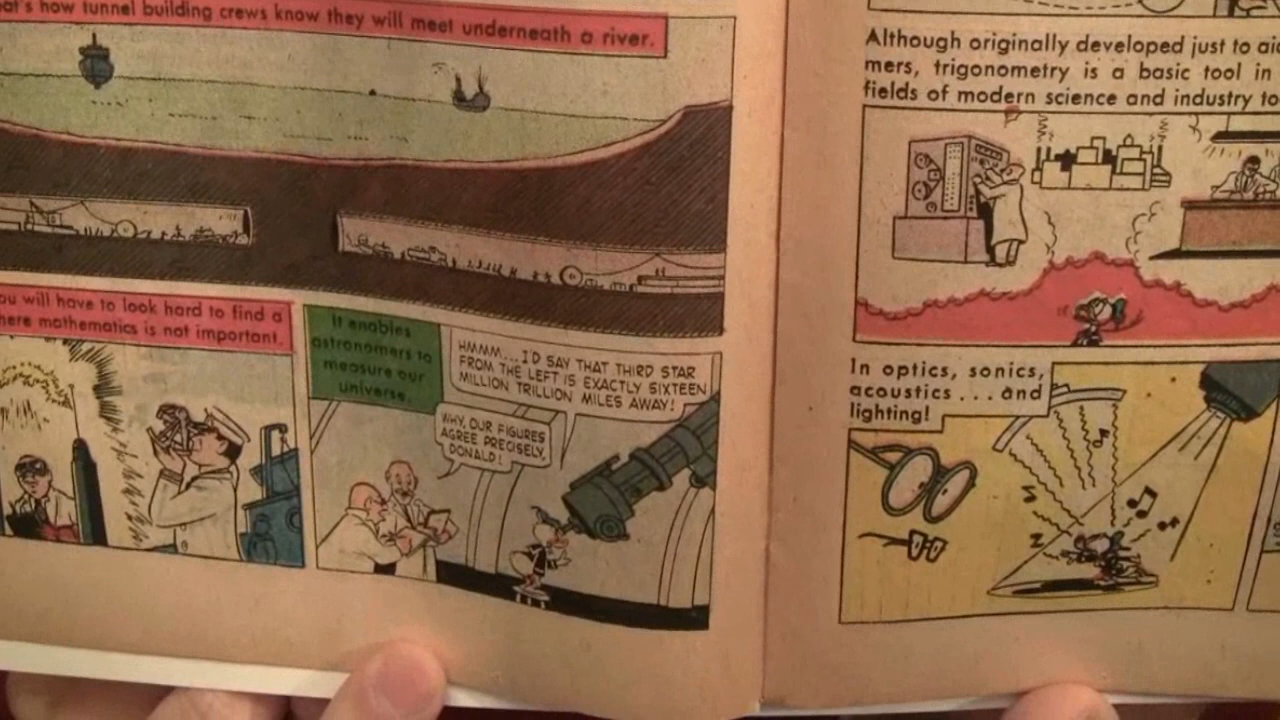 at's how tunnel building crews know they will meet underneath a river.
ou will have to look hard to find a
here mathematics is not important.
It enables
astronomers to
measure our
universe.
HMMM...I'D SAY THAT THIRD STAR
FROM THE LEFT IS EXACTLY SIXTEEN
MILLION TRILLION MILES AWAY!
WHY, OUR FIGURES
AGREE PRECISELY,
DONALD!
Although originally developed just to aid
mers, trigonometry is a basic tool in
fields of modern science and industry to
In optics, sonics,
acoustics...and
lighting!